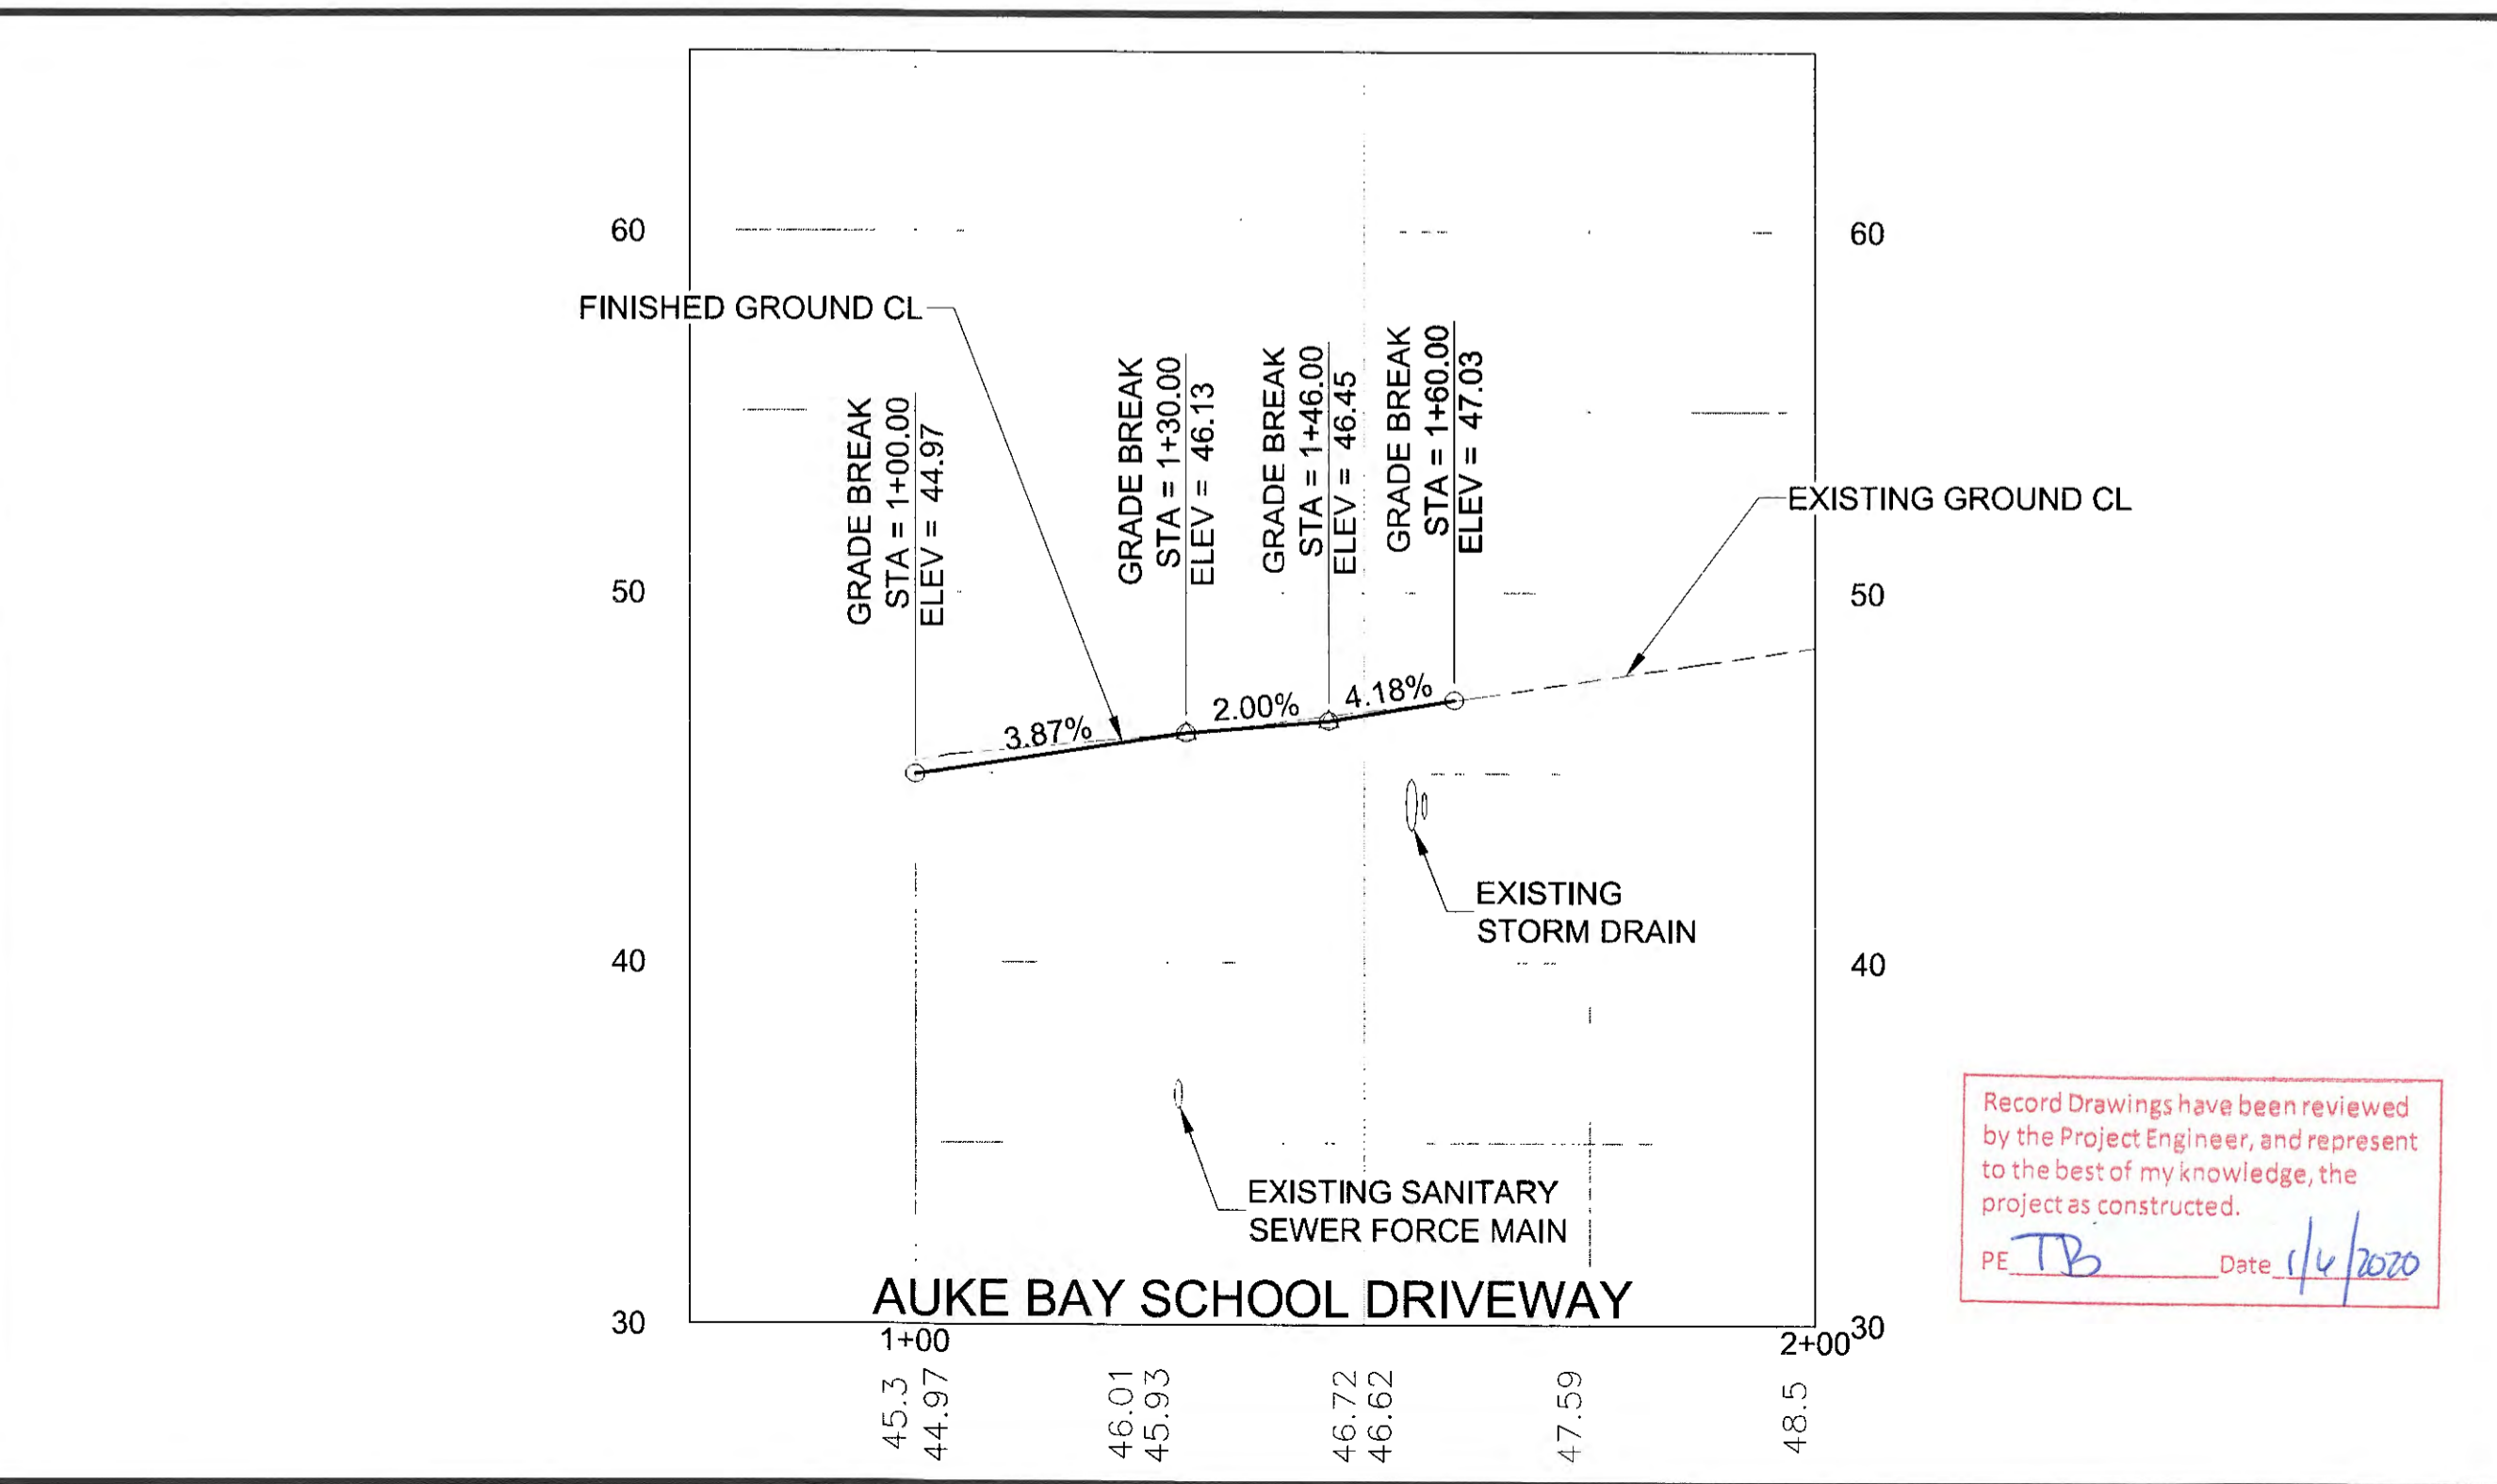 60
60
FINISHED GROUND CL
GRADE BREAK
STA = 1+00.00
ELEV = 44.97
GRADE BREAK
STA = 1+30.00
ELEV = 46.13
GRADE BREAK
STA = 1+46.00
ELEV = 46.45
GRADE BREAK
STA = 1+60.00
ELEV = 47.03
EXISTING GROUND CL
50
50
3.87%
2.00%
4.18%
EXISTING
STORM DRAIN
40
40
EXISTING SANITARY
SEWER FORCE MAIN
Record Drawings have been reviewed
by the Project Engineer, and represent
to the best of my knowledge, the
project as constructed.
PE TB Date 1/6/2020
AUKE BAY SCHOOL DRIVEWAY
30
30
1+00
2+00
45.3
44.97
46.01
45.93
46.72
46.62
47.59
48.5